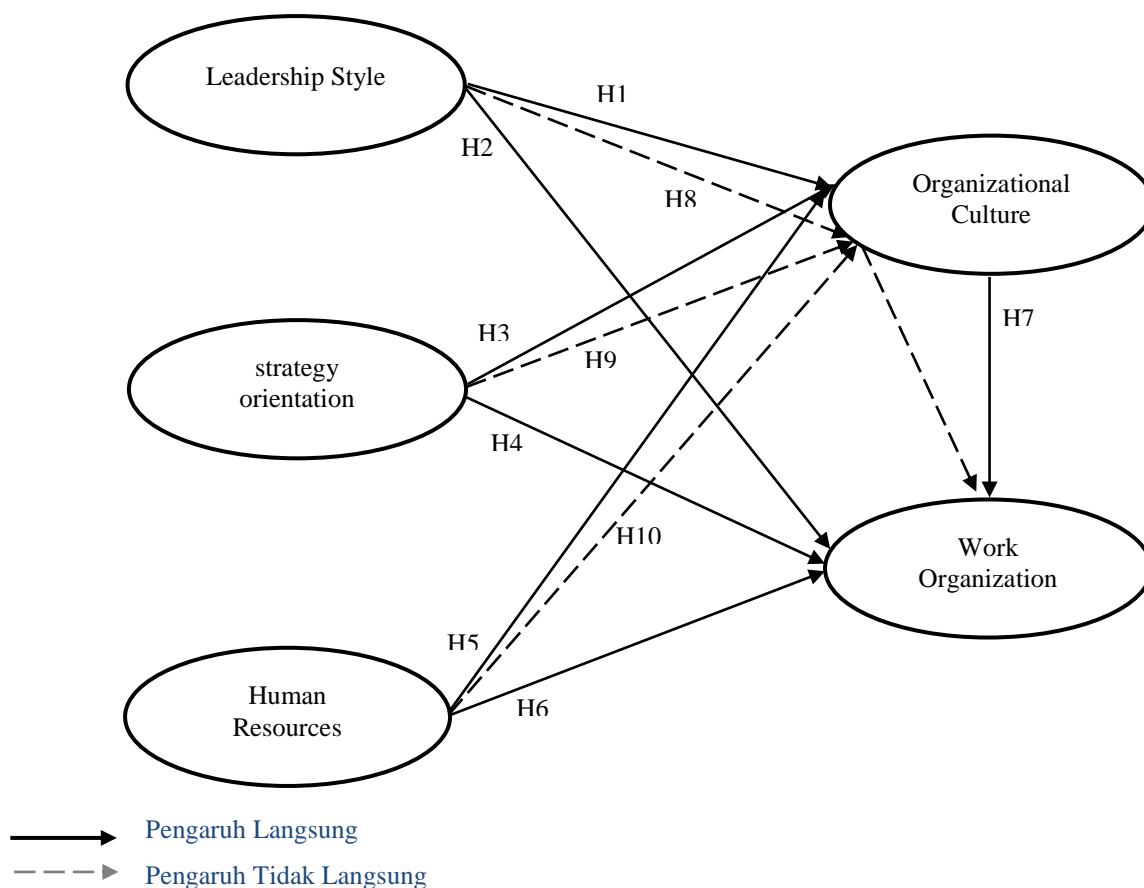 Leadership Style
H1
H2
Organizational
Culture
H8
H3
H7
strategy
orientation
H9
H4
H10
Work
Organization
H5
Human
Resources
H6
Pengaruh Langsung
Pengaruh Tidak Langsung